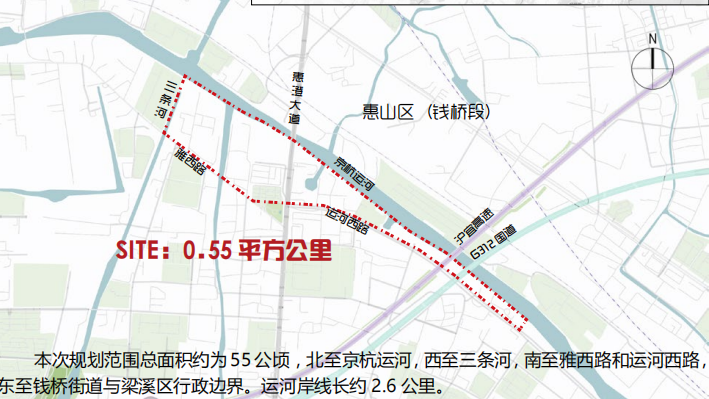 N
三条河
惠港大道
惠山区（钱桥段）
雅西路
京杭运河
运河西路
沪宜高速
G312国道
SITE：0.55平方公里
本次规划范围总面积约为55公顷，北至京杭运河，西至三条河，南至雅西路和运河西路，
东至钱桥街道与梁溪区行政边界。运河岸线长约2.6公里。